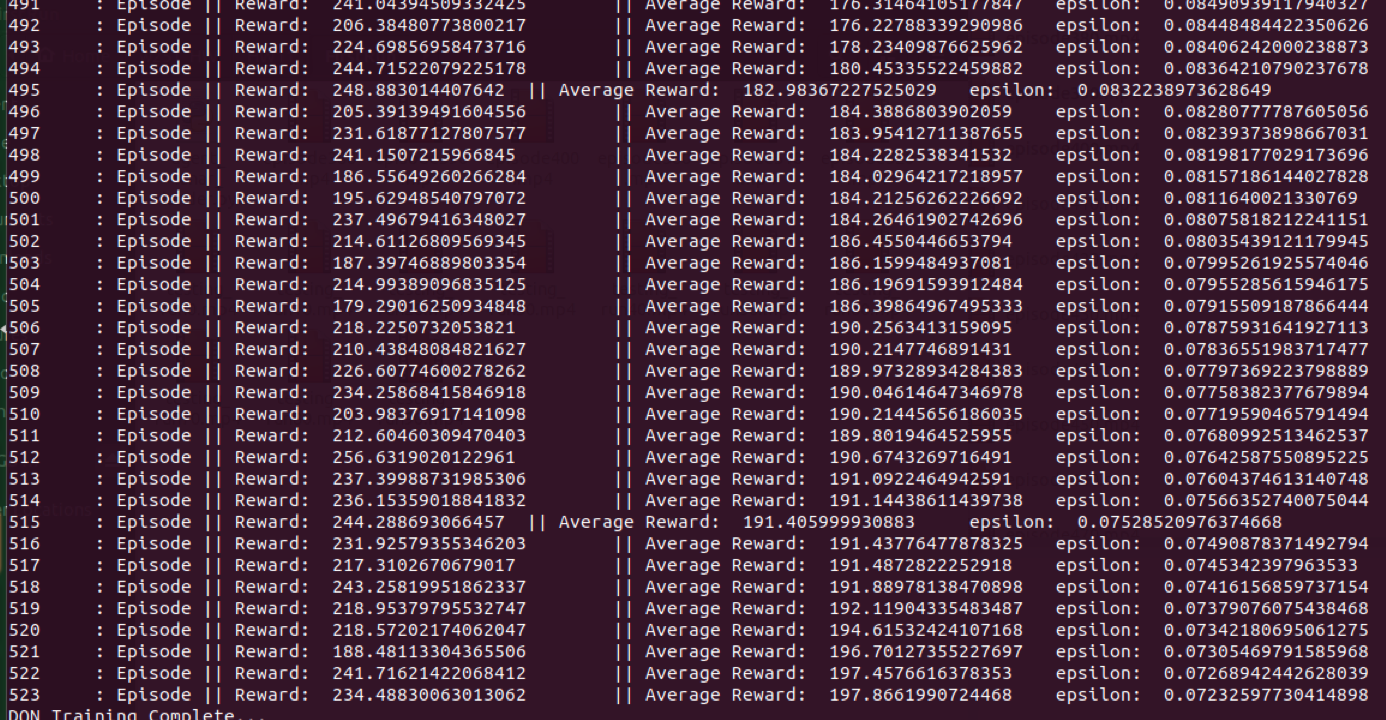 491 : Episode || Reward: 241.04394509332425 || Average Reward: 176.31464105177847 epsilon: 0.08490939117940327
492 : Episode || Reward: 206.38480773800217 || Average Reward: 176.22788339290986 epsilon: 0.08448484422350626
493 : Episode || Reward: 224.69856958473716 || Average Reward: 178.23409876625962 epsilon: 0.08406242000238873
494 : Episode || Reward: 244.71522079225178 || Average Reward: 180.45335522459882 epsilon: 0.08364210790237678
495 : Episode || Reward: 248.883014407642 || Average Reward: 182.98367227525029 epsilon: 0.0832238973628649
496 : Episode || Reward: 205.39139491604556 || Average Reward: 184.3886803902059 epsilon: 0.08280777787605056
497 : Episode || Reward: 231.61877127807577 || Average Reward: 183.95412711387655 epsilon: 0.08239373898667031
498 : Episode || Reward: 241.1507215966845 || Average Reward: 184.2282538341532 epsilon: 0.08198177029173696
499 : Episode || Reward: 186.55649260266284 || Average Reward: 184.02964217218957 epsilon: 0.08157186144027828
500 : Episode || Reward: 195.62948540797072 || Average Reward: 184.21256262226692 epsilon: 0.0811640021330769
501 : Episode || Reward: 237.49679416348027 || Average Reward: 184.26461902742696 epsilon: 0.08075818212241151
502 : Episode || Reward: 214.61126809569345 || Average Reward: 186.4550446653794 epsilon: 0.08035439121179945
503 : Episode || Reward: 187.39746889803354 || Average Reward: 186.1599484937081 epsilon: 0.07995261925574046
504 : Episode || Reward: 214.99389096835125 || Average Reward: 186.19691593912484 epsilon: 0.07955285615946175
505 : Episode || Reward: 179.29016250934848 || Average Reward: 186.39864967495333 epsilon: 0.07915509187866444
506 : Episode || Reward: 218.2250732053821 || Average Reward: 190.2563413159095 epsilon: 0.07875931641927113
507 : Episode || Reward: 210.43848084821627 || Average Reward: 190.2147746891431 epsilon: 0.07836551983717477
508 : Episode || Reward: 226.60774600278262 || Average Reward: 189.97328934284383 epsilon: 0.07797369223798889
509 : Episode || Reward: 234.25868415846918 || Average Reward: 190.04614647346978 epsilon: 0.07758382377679894
510 : Episode || Reward: 203.98376917141098 || Average Reward: 190.21445656186035 epsilon: 0.07719590465791494
511 : Episode || Reward: 212.60460309470403 || Average Reward: 189.8019464525955 epsilon: 0.07680992513462537
512 : Episode || Reward: 256.6319020122961 || Average Reward: 190.6743269716491 epsilon: 0.07642587550895225
513 : Episode || Reward: 237.39988731985306 || Average Reward: 191.0922464942591 epsilon: 0.07604374613140748
514 : Episode || Reward: 236.15359018841832 || Average Reward: 191.14438611439738 epsilon: 0.07566352740075044
515 : Episode || Reward: 244.288693066457 || Average Reward: 191.405999930883 epsilon: 0.07528520976374668
516 : Episode || Reward: 231.92579355346203 || Average Reward: 191.43776477878325 epsilon: 0.07490878371492794
517 : Episode || Reward: 217.3102670679017 || Average Reward: 191.4872822252918 epsilon: 0.0745342397963533
518 : Episode || Reward: 243.25819951862337 || Average Reward: 191.88978138470898 epsilon: 0.07416156859737154
519 : Episode || Reward: 218.95379795532747 || Average Reward: 192.11904335483487 epsilon: 0.07379076075438468
520 : Episode || Reward: 218.57202174062047 || Average Reward: 194.61532424107168 epsilon: 0.07342180695061275
521 : Episode || Reward: 188.48113304365506 || Average Reward: 196.70127355227697 epsilon: 0.07305469791585968
522 : Episode || Reward: 241.71621422068412 || Average Reward: 197.4576616378353 epsilon: 0.07268942442628039
523 : Episode || Reward: 234.48830063013062 || Average Reward: 197.8661990724468 epsilon: 0.07232597730414898
DQN Training Complete...